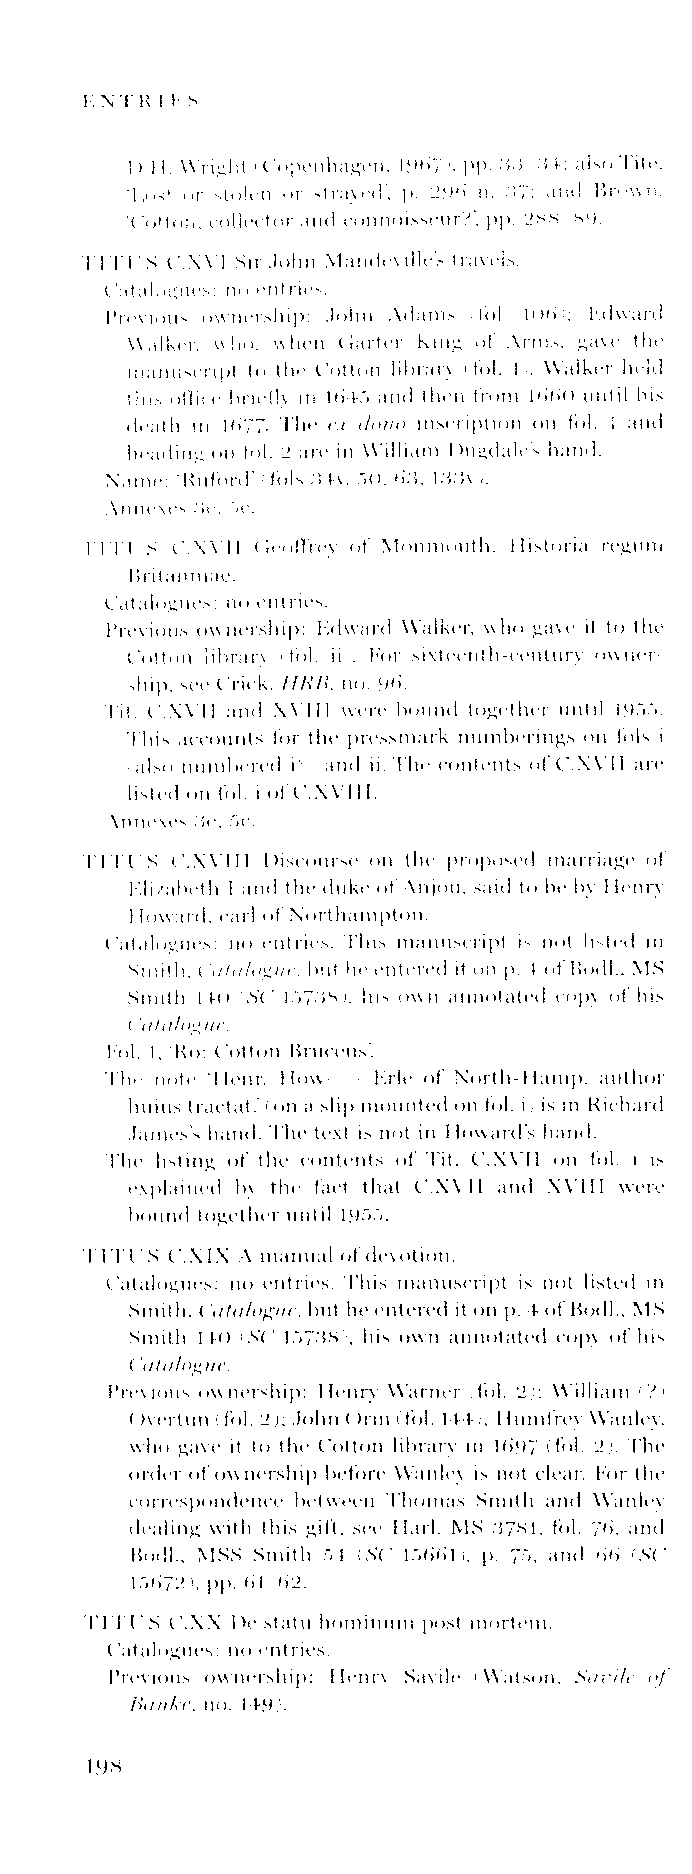 ENTRIES
D.H. Wright (Copenhagen, 1967), pp. 33–34; also Tite,
'Lost or stolen or strayed', p. 296 n. 37; and Brown,
'Cotton, collector and connoisseur?', pp. 288–89.
TITUS C.XVI Sir John Mandeville's travels.
Catalogues: no entries.
Previous ownership: John Adams (fol. 106); Edward
Walker, who, when Garter King of Arms, gave the
manuscript to the Cotton library (fol. 1). Walker held
this office briefly in 1645 and then from 1660 until his
death in 1677. The ex dono inscription on fol. 1 and
heading on fol. 2 are in William Dugdale's hand.
Name: 'Ruford' (fols 34v, 50, 63, 133v).
Annexes 3c, 5c.
TITUS C.XVII Geoffrey of Monmouth, Historia regum
Britanniae.
Catalogues: no entries.
Previous ownership: Edward Walker, who gave it to the
Cotton library (fol. ii). For sixteenth-century owner-
ship, see Crick, HRB, no. 96.
Tit. C.XVII and XVIII were bound together until 1955.
This accounts for the pressmark numberings on fols i
(also numbered i*) and ii. The contents of C.XVII are
listed on fol. i of C.XVIII.
Annexes 3c, 5c.
TITUS C.XVIII Discourse on the proposed marriage of
Elizabeth I and the duke of Anjou, said to be by Henry
Howard, earl of Northampton.
Catalogues: no entries. This manuscript is not listed in
Smith, Catalogue, but he entered it on p. 4 of Bodl., MS
Smith 140 (SC 15738), his own annotated copy of his
Catalogue.
Fol. 1, 'Ro: Cotton Bruceus'.
The note 'Henr. How– – Erle of North-Hamp. author
huius tractat.' (on a slip mounted on fol. i) is in Richard
James's hand. The text is not in Howard's hand.
The listing of the contents of Tit. C.XVII on fol. i is
explained by the fact that C.XVII and XVIII were
bound together until 1955.
TITUS C.XIX A manual of devotion.
Catalogues: no entries. This manuscript is not listed in
Smith, Catalogue, but he entered it on p. 4 of Bodl., MS
Smith 140 (SC 15738), his own annotated copy of his
Catalogue.
Previous ownership: Henry Warner (fol. 2); William (?)
Overtun (fol. 2); John Orm (fol. 144), Humfrey Wanley,
who gave it to the Cotton library in 1697 (fol. 2). The
order of ownership before Wanley is not clear. For the
correspondence between Thomas Smith and Wanley
dealing with this gift, see Harl. MS 3781, fol. 76, and
Bodl., MSS Smith 54 (SC 15661), p. 75, and 66 (SC
15672), pp. 61–62.
TITUS C.XX De statu hominum post mortem.
Catalogues: no entries.
Previous ownership: Henry Savile (Watson, Savile of
Banke, no. 149).
198